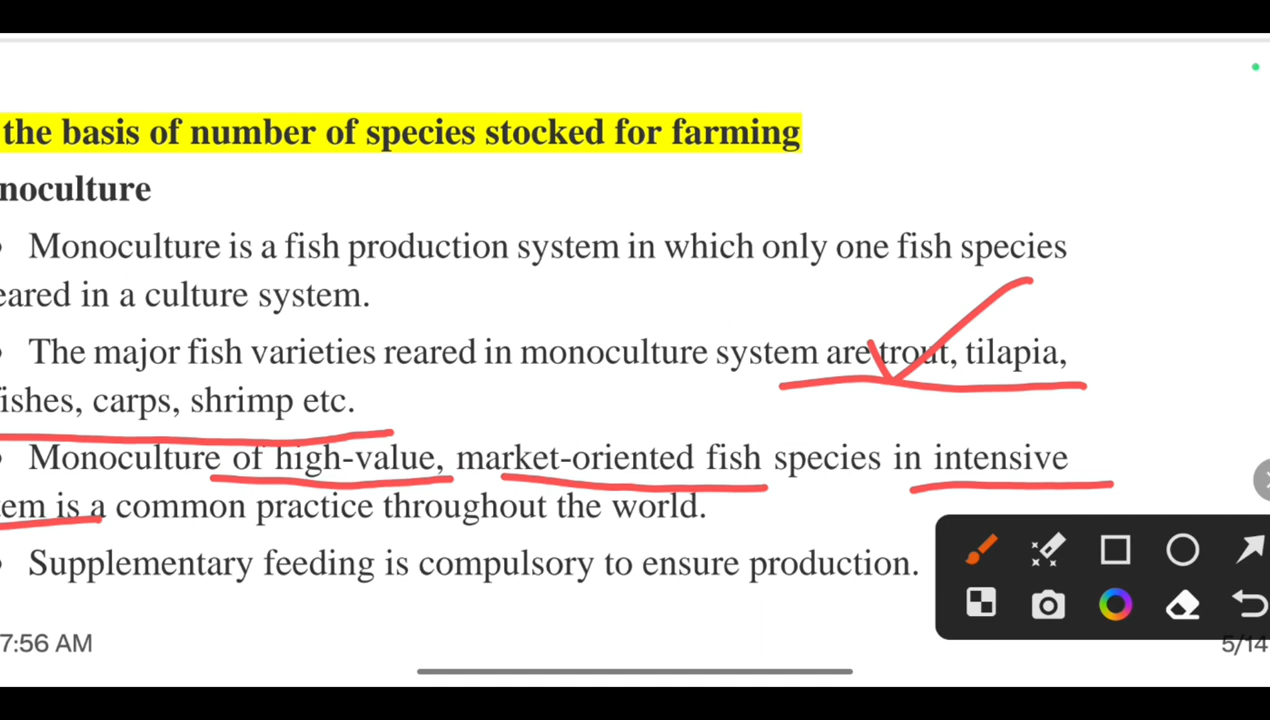 the basis of number of species stocked for farming
noculture
Monoculture is a fish production system in which only one fish species
eared in a culture system.
The major fish varieties reared in monoculture system are trout, tilapia,
ishes, carps, shrimp etc.
Monoculture of high-value, market-oriented fish species in intensive
tem is a common practice throughout the world.
Supplementary feeding is compulsory to ensure production.
7:56 AM
5/14